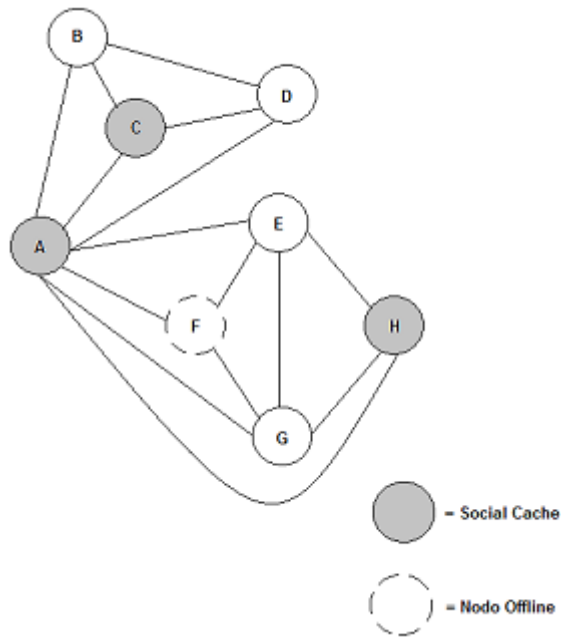 B
D
C
E
A
F
H
G
= Social Cache
= Nodo Offline